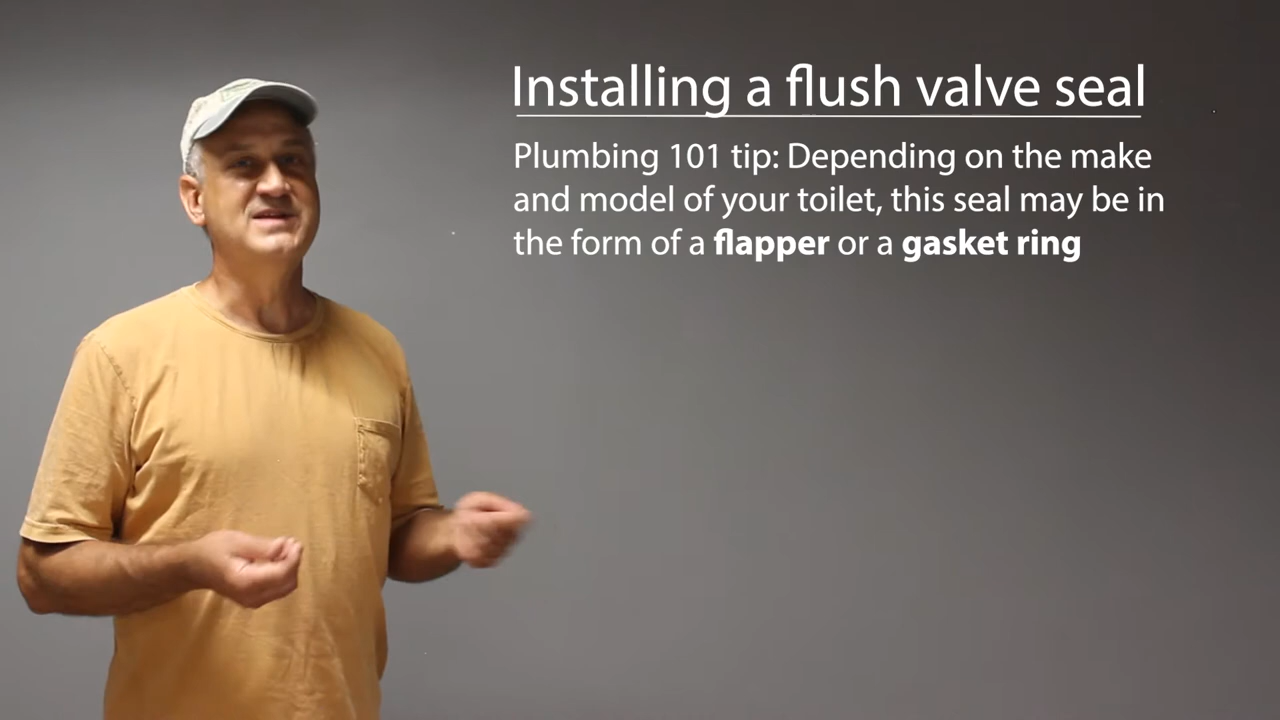 Installing a flush valve seal
Plumbing 101 tip: Depending on the make
and model of your toilet, this seal may be in
the form of a flapper or a gasket ring